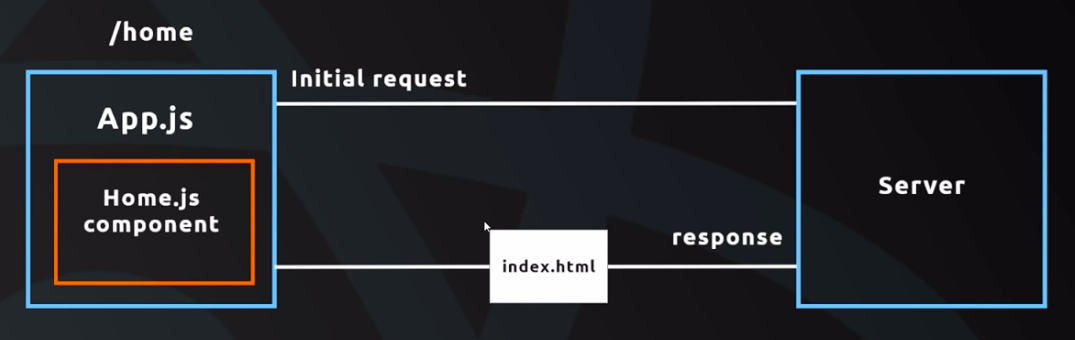 /home
Initial request
App.js
Home.js
component
Server
response
index.html